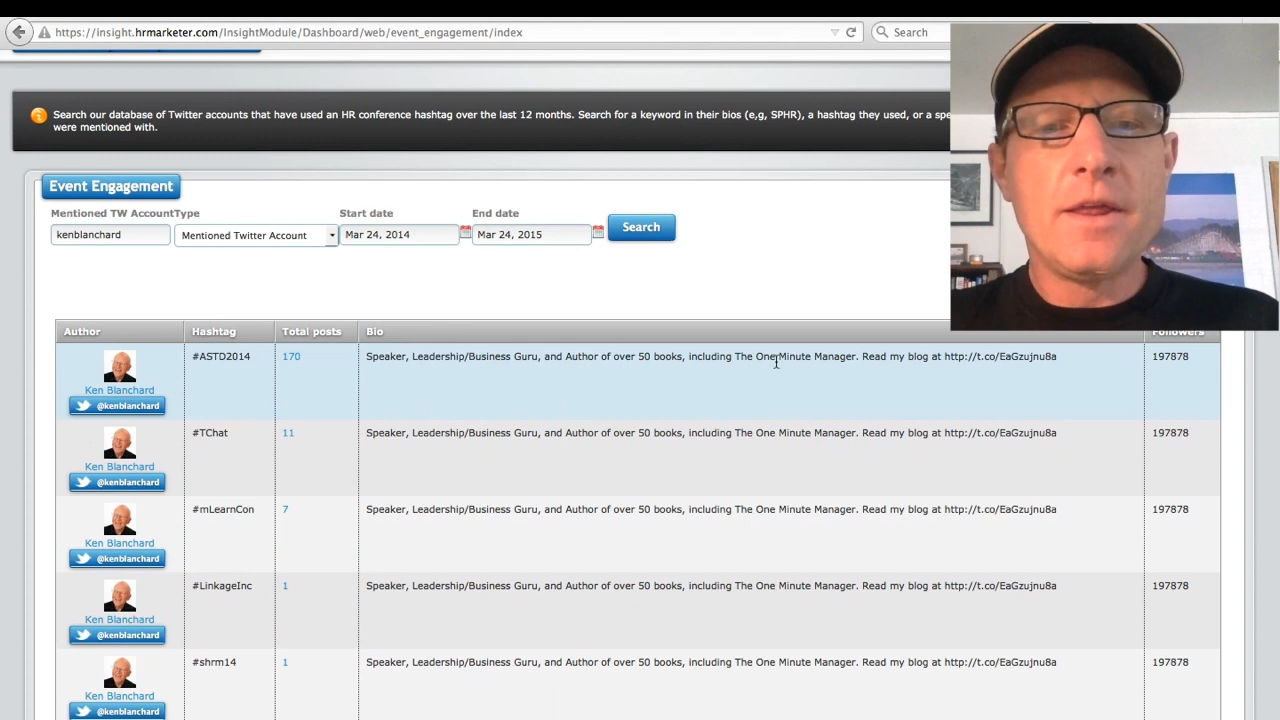 https://insight.hrmarketer.com/InsightModule/Dashboard/web/event_engagement/index
Search
Search our database of Twitter accounts that have used an HR conference hashtag over the last 12 months. Search for a keyword in their bios (e,g, SPHR), a hashtag they used, or a spe
were mentioned with.
Event Engagement
Mentioned TW AccountType Start date End date
kenblanchard Mentioned Twitter Account Mar 24, 2014 Mar 24, 2015 Search
Author Hashtag Total posts Bio Followers
#ASTD2014 170 Speaker, Leadership/Business Guru, and Author of over 50 books, including The One Minute Manager. Read my blog at http://t.co/EaGzujnu8a 197878
Ken Blanchard
@kenblanchard
#TChat 11 Speaker, Leadership/Business Guru, and Author of over 50 books, including The One Minute Manager. Read my blog at http://t.co/EaGzujnu8a 197878
Ken Blanchard
@kenblanchard
#mLearnCon 7 Speaker, Leadership/Business Guru, and Author of over 50 books, including The One Minute Manager. Read my blog at http://t.co/EaGzujnu8a 197878
Ken Blanchard
@kenblanchard
#LinkageInc 1 Speaker, Leadership/Business Guru, and Author of over 50 books, including The One Minute Manager. Read my blog at http://t.co/EaGzujnu8a 197878
Ken Blanchard
@kenblanchard
#shrm14 1 Speaker, Leadership/Business Guru, and Author of over 50 books, including The One Minute Manager. Read my blog at http://t.co/EaGzujnu8a 197878
Ken Blanchard
@kenblanchard